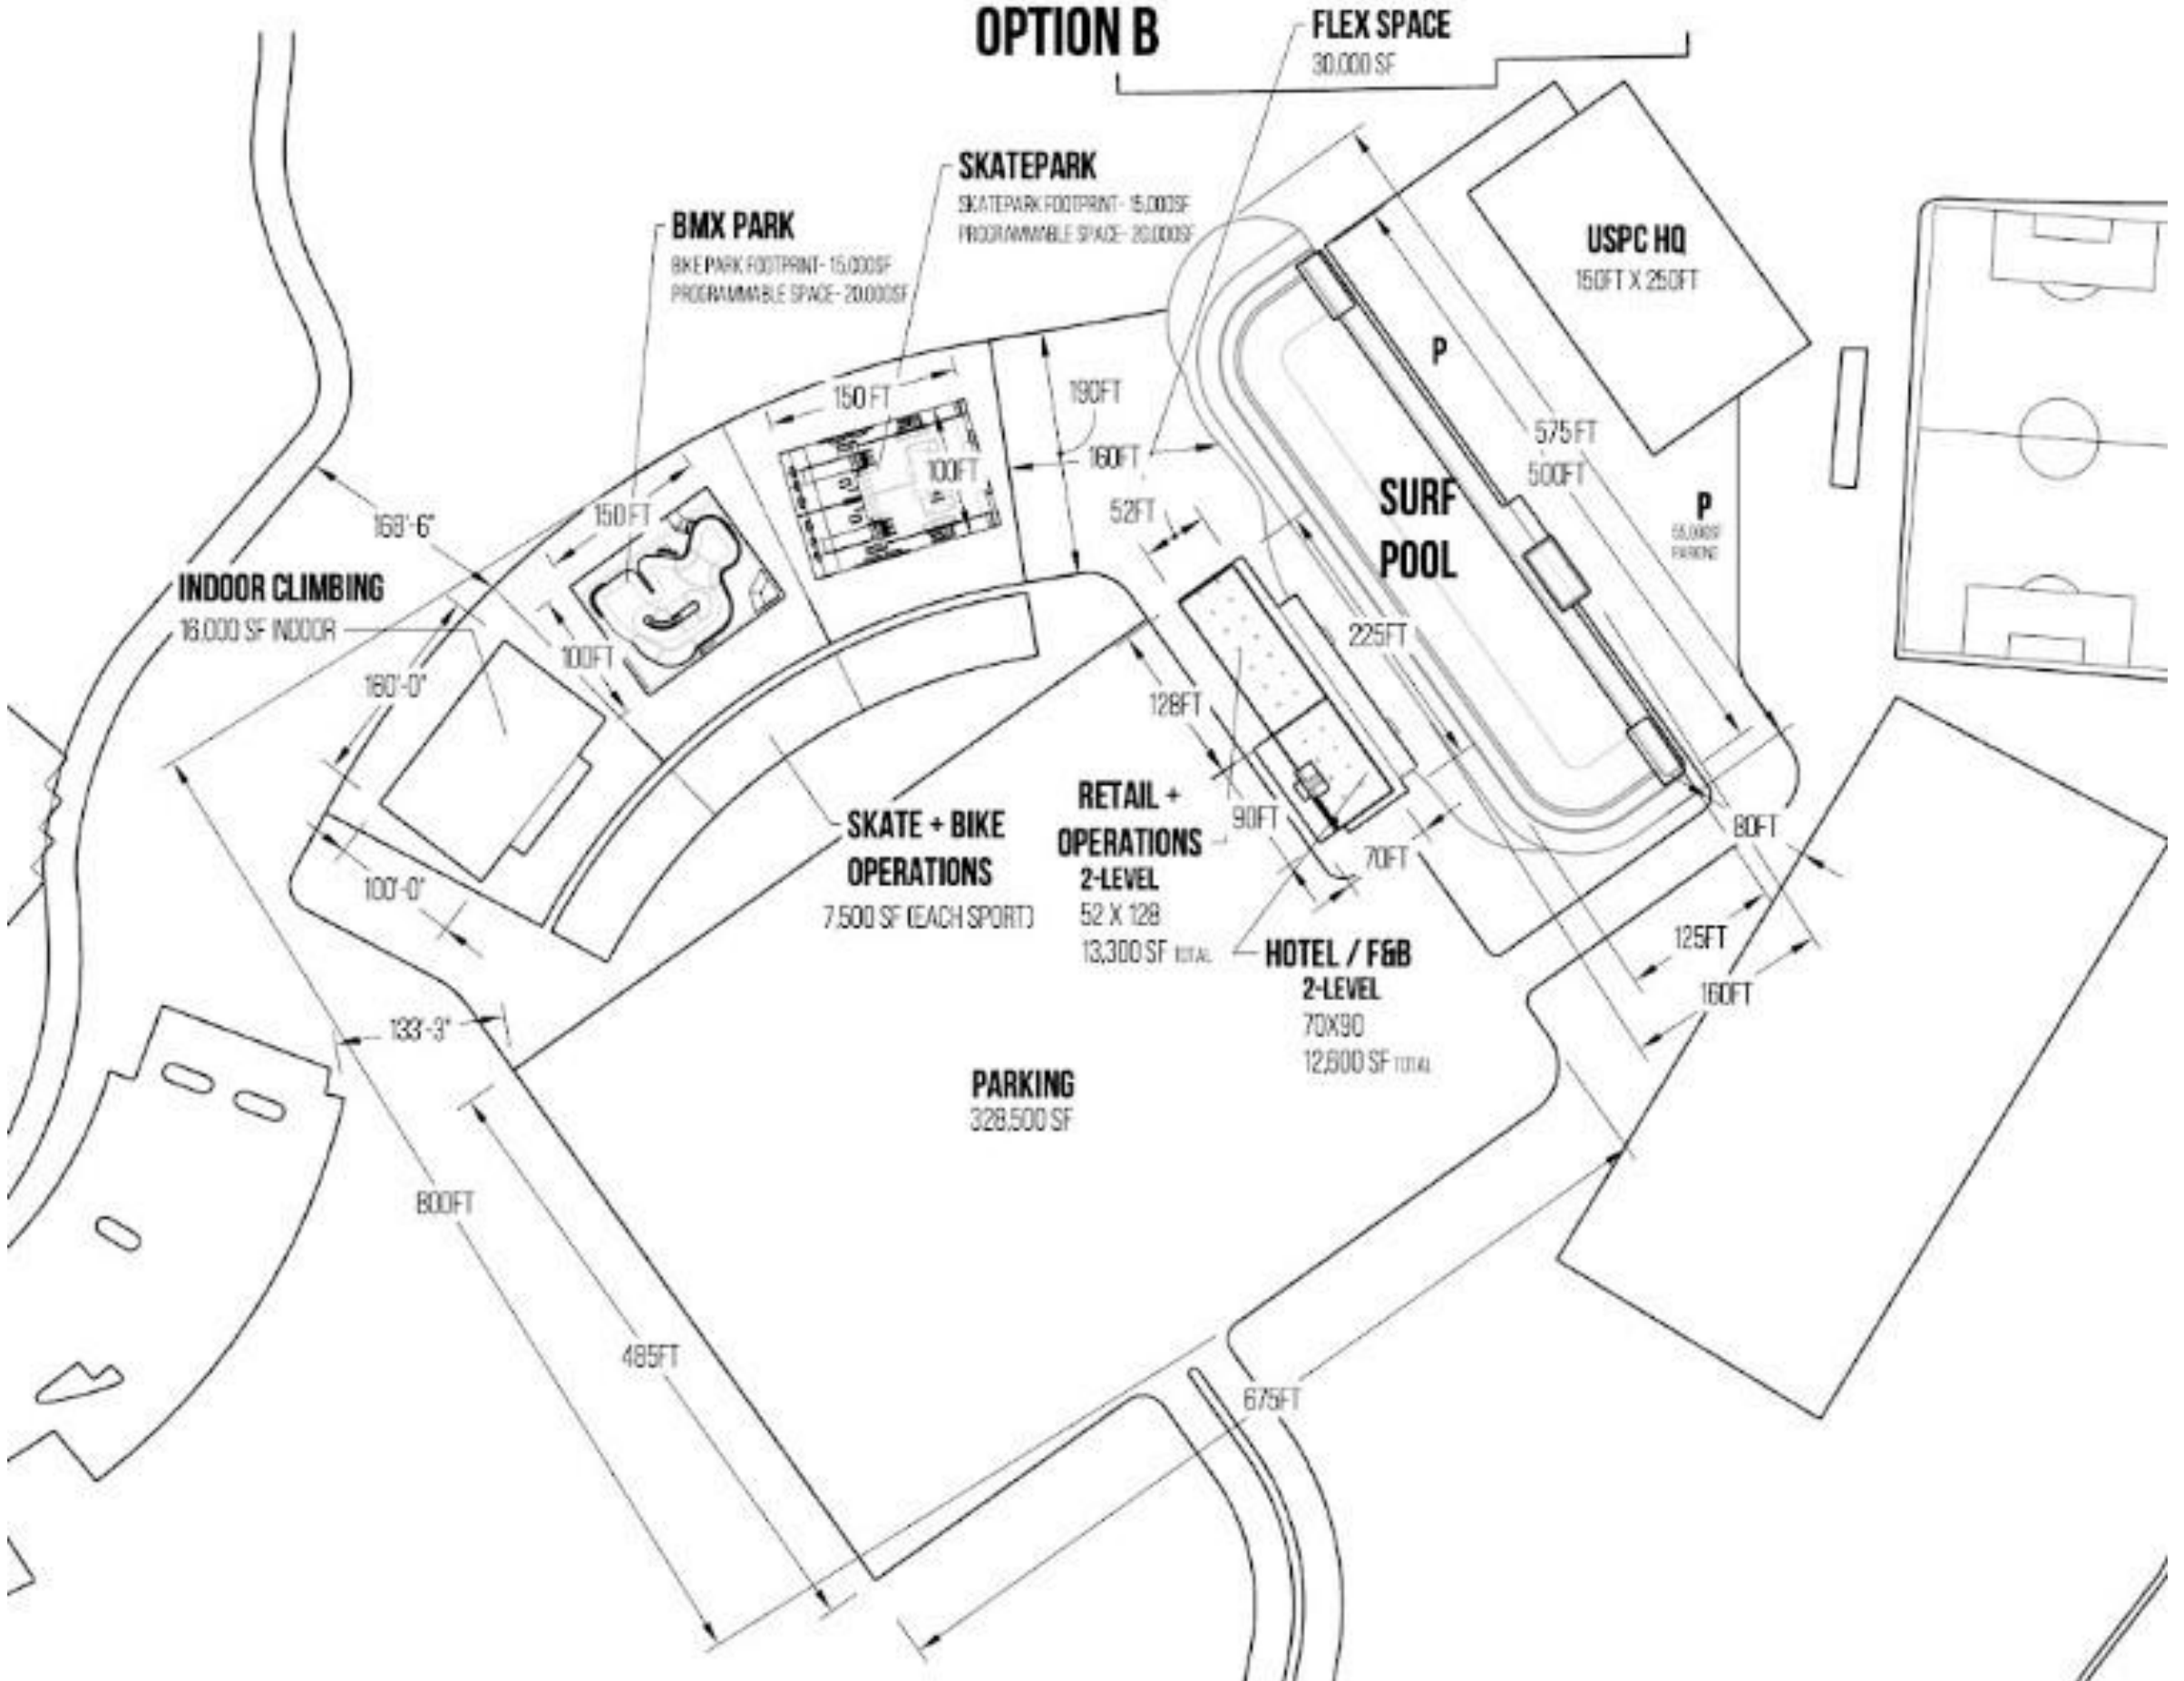 OPTION B
FLEX SPACE
30,000 SF
SKATEPARK
SKATEPARK FOOTPRINT- 15,000SF
PROGRAMMABLE SPACE- 20,000SF
BMX PARK
BIKE PARK FOOTPRINT- 15,000SF
PROGRAMMABLE SPACE- 20,000SF
USPC HQ
150FT X 250FT
P
150 FT
190FT
160FT
100FT
575FT
500FT
52FT
SURF
POOL
P
55,000SF
PARKING
150 FT
168'-6"
INDOOR CLIMBING
16,000 SF INDOOR
100FT
225FT
180'-0"
128FT
RETAIL +
OPERATIONS
2-LEVEL
52 X 128
13,300 SF TOTAL
90FT
70FT
80FT
SKATE + BIKE
OPERATIONS
7,500 SF (EACH SPORT)
100'-0"
125FT
160FT
HOTEL / F&B
2-LEVEL
70X90
12,600 SF TOTAL
133'-3"
PARKING
328,500 SF
800FT
485FT
675FT